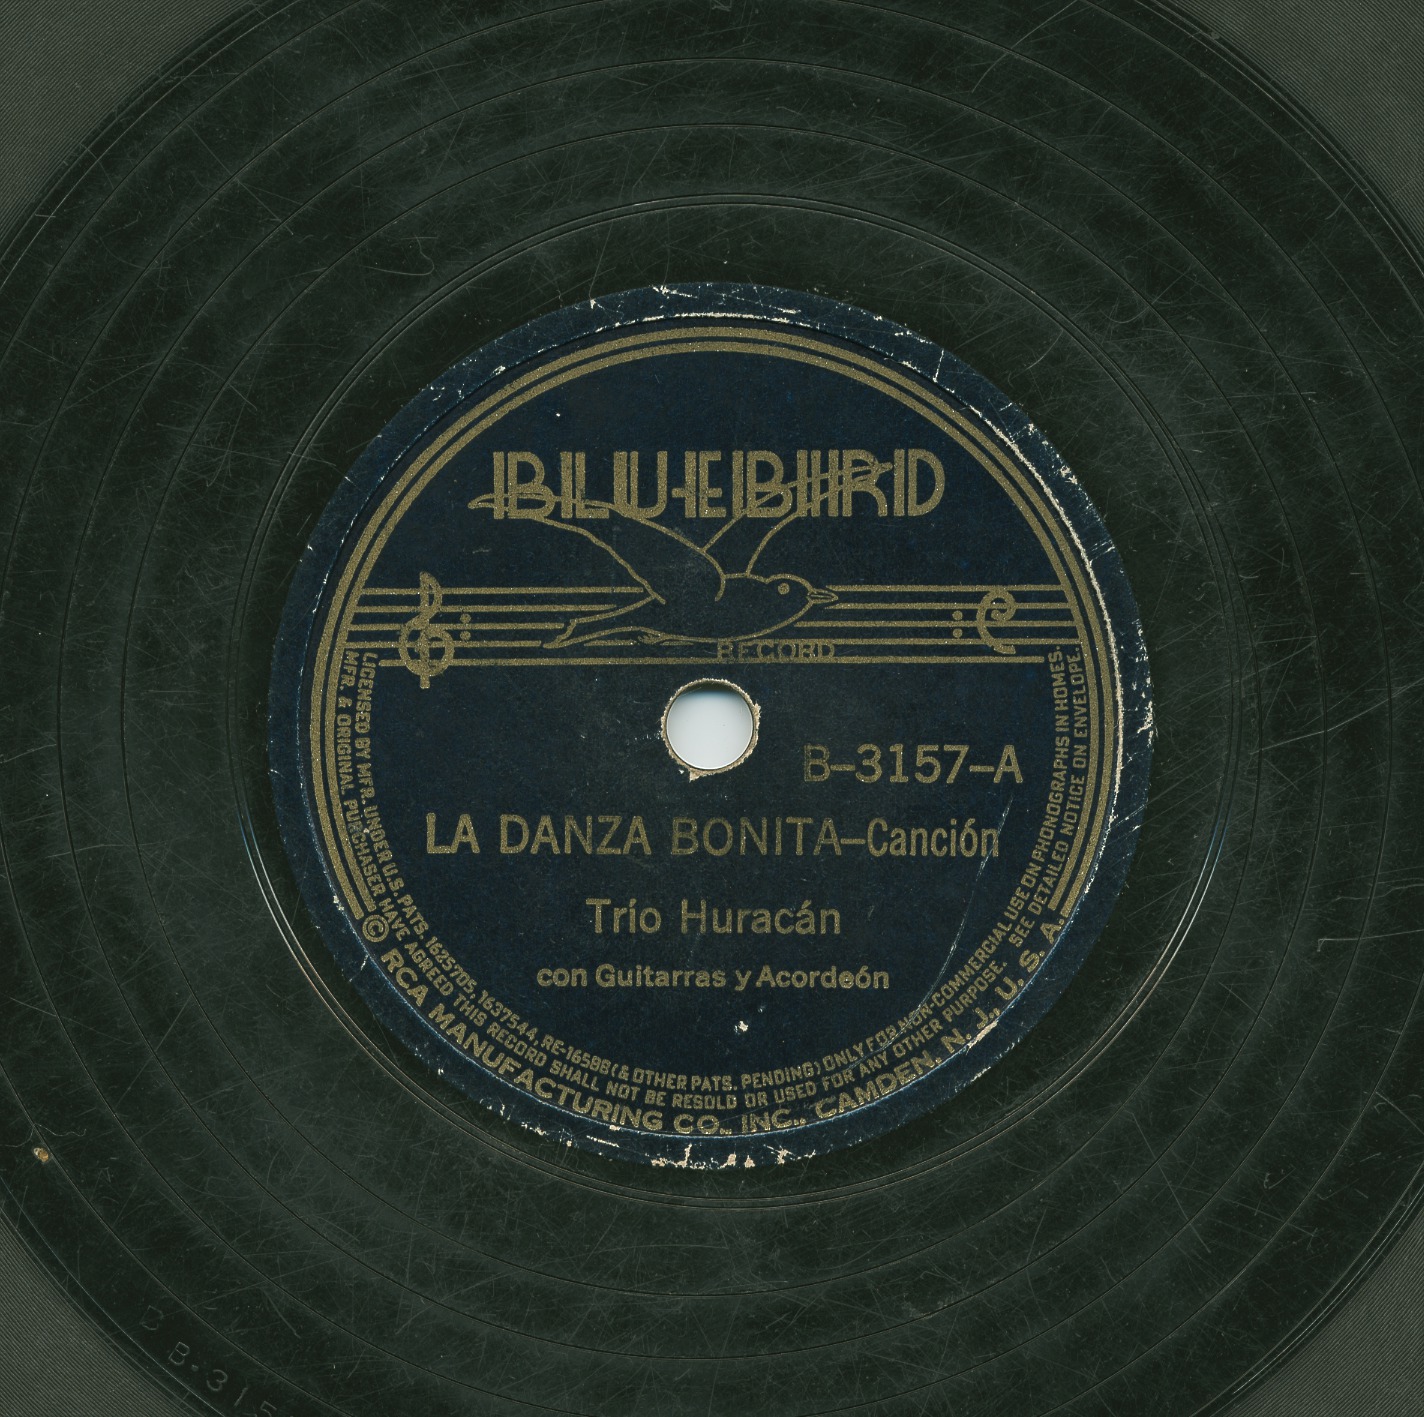 BLUEBIRD
RECORD
B-3157-A
LA DANZA BONITA-Canción
Trío Huracán
con Guitarras y Acordeón
LICENSED BY MFR. UNDER U.S. PATS. 1625705, 1637544, RE-16588 (& OTHER PATS. PENDING) ONLY FOR NON-COMMERCIAL USE ON PHONOGRAPHS IN HOMES.
MFR. & ORIGINAL PURCHASER HAVE AGREED THIS RECORD SHALL NOT BE RESOLD OR USED FOR ANY OTHER PURPOSE. SEE DETAILED NOTICE ON ENVELOPE.
© RCA MANUFACTURING CO., INC., CAMDEN, N. J., U. S. A.
B-315